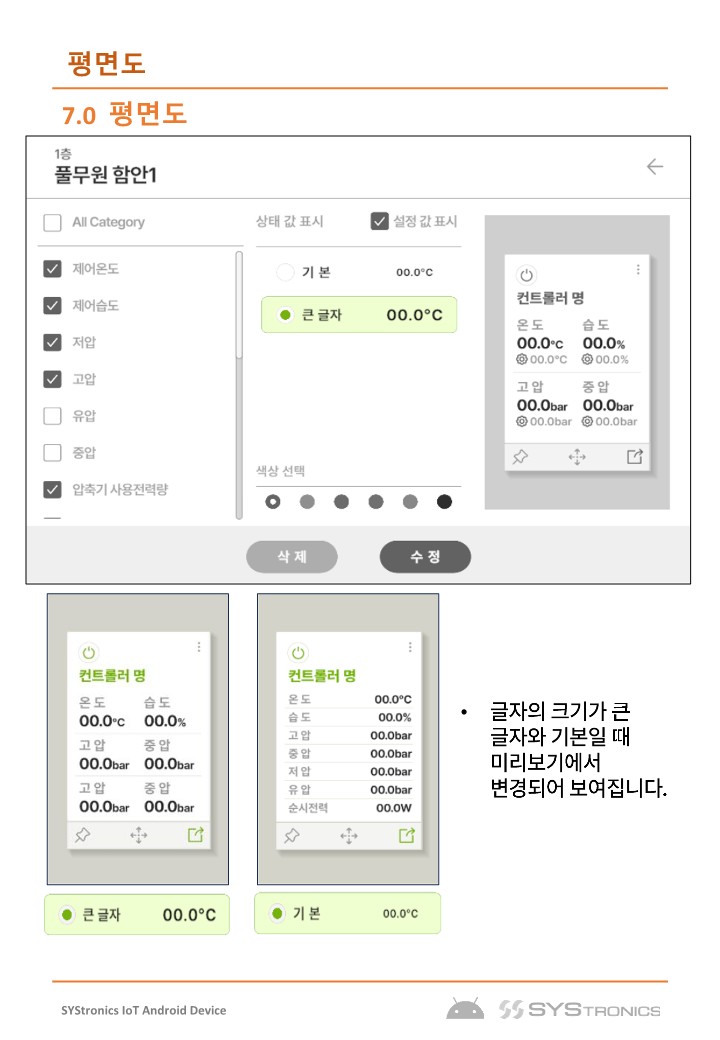 평면도
7.0 평면도
1층
풀무원 함안1
All Category
제어온도
제어습도
저압
고압
유압
중압
압축기 사용전력량
상태 값 표시
설정 값 표시
기 본 00.0°C
큰 글자 00.0°C
색상 선택
컨트롤러 명
온 도 습 도
00.0°C 00.0%
00.0°C 00.0%
고 압 중 압
00.0bar 00.0bar
00.0bar 00.0bar
삭 제 수 정
컨트롤러 명
온 도 습 도
00.0°C 00.0%
고 압 중 압
00.0bar 00.0bar
고 압 중 압
00.0bar 00.0bar
큰 글자 00.0°C
컨트롤러 명
온 도 00.0°C
습 도 00.0%
고 압 00.0bar
중 압 00.0bar
저 압 00.0bar
유 압 00.0bar
순시전력 00.0W
기 본 00.0°C
• 글자의 크기가 큰
글자와 기본일 때
미리보기에서
변경되어 보여집니다.
SYStronics IoT Android Device
SYSTRONICS